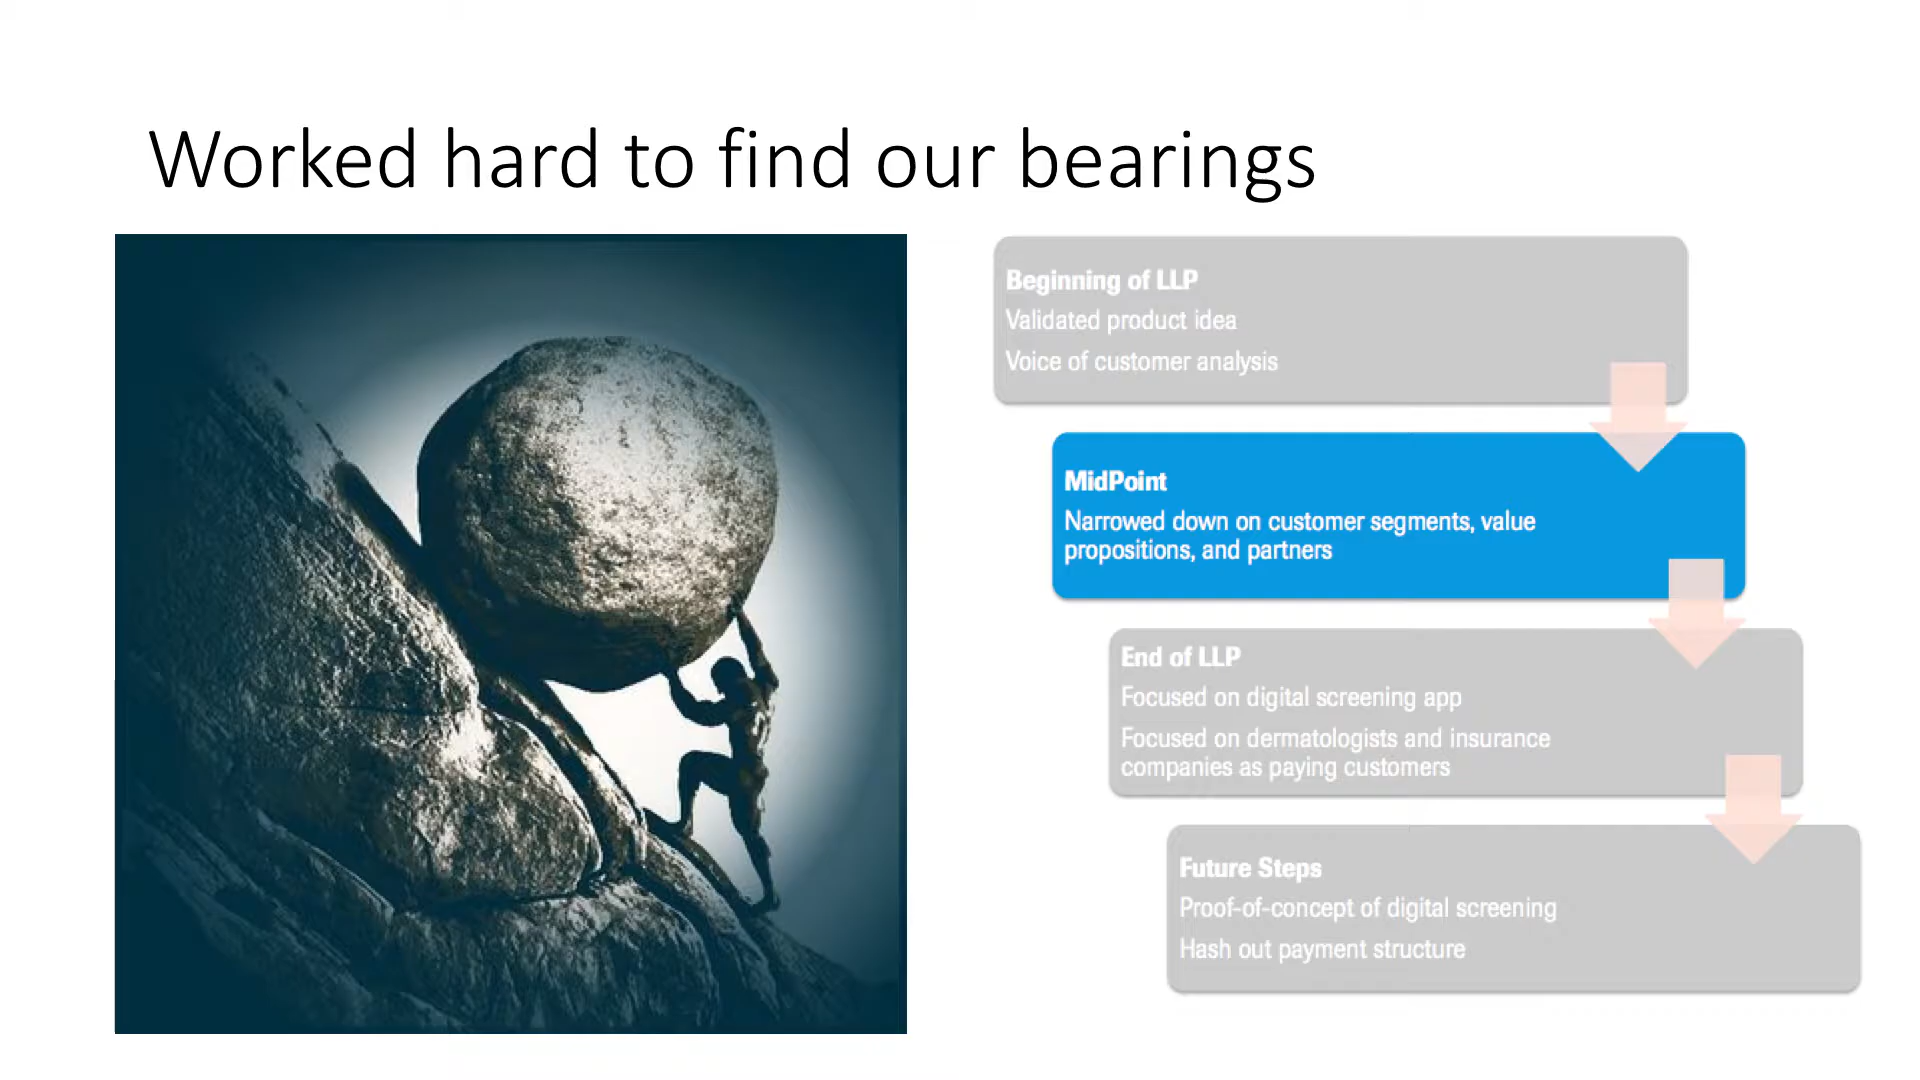 Worked hard to find our bearings
Beginning of LLP
Validated product idea
Voice of customer analysis
MidPoint
Narrowed down on customer segments, value
propositions, and partners
End of LLP
Focused on digital screening app
Focused on dermatologists and insurance
companies as paying customers
Future Steps
Proof-of-concept of digital screening
Hash out payment structure